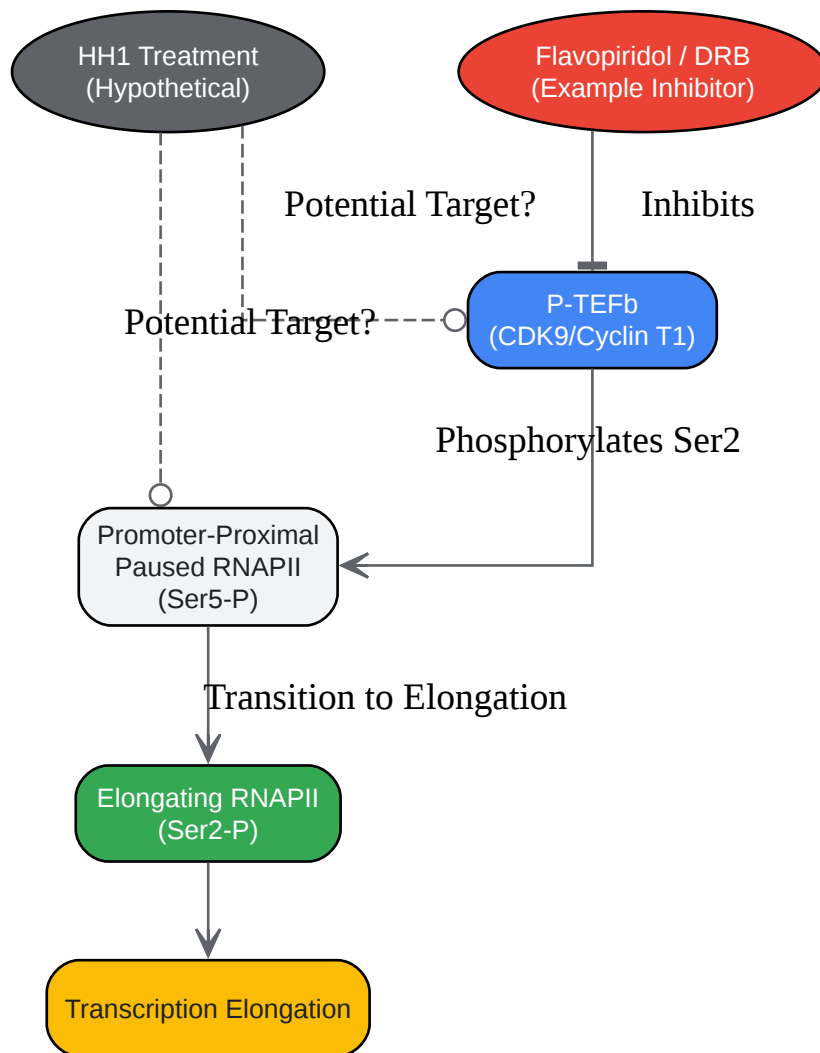 HH1 Treatment
(Hypothetical)
Flavopiridol / DRB
(Example Inhibitor)
Potential Target?
Inhibits
Potential Target?
P-TEFb
(CDK9/Cyclin T1)
Phosphorylates Ser2
Promoter-Proximal
Paused RNAPII
(Ser5-P)
Transition to Elongation
Elongating RNAPII
(Ser2-P)
Transcription Elongation